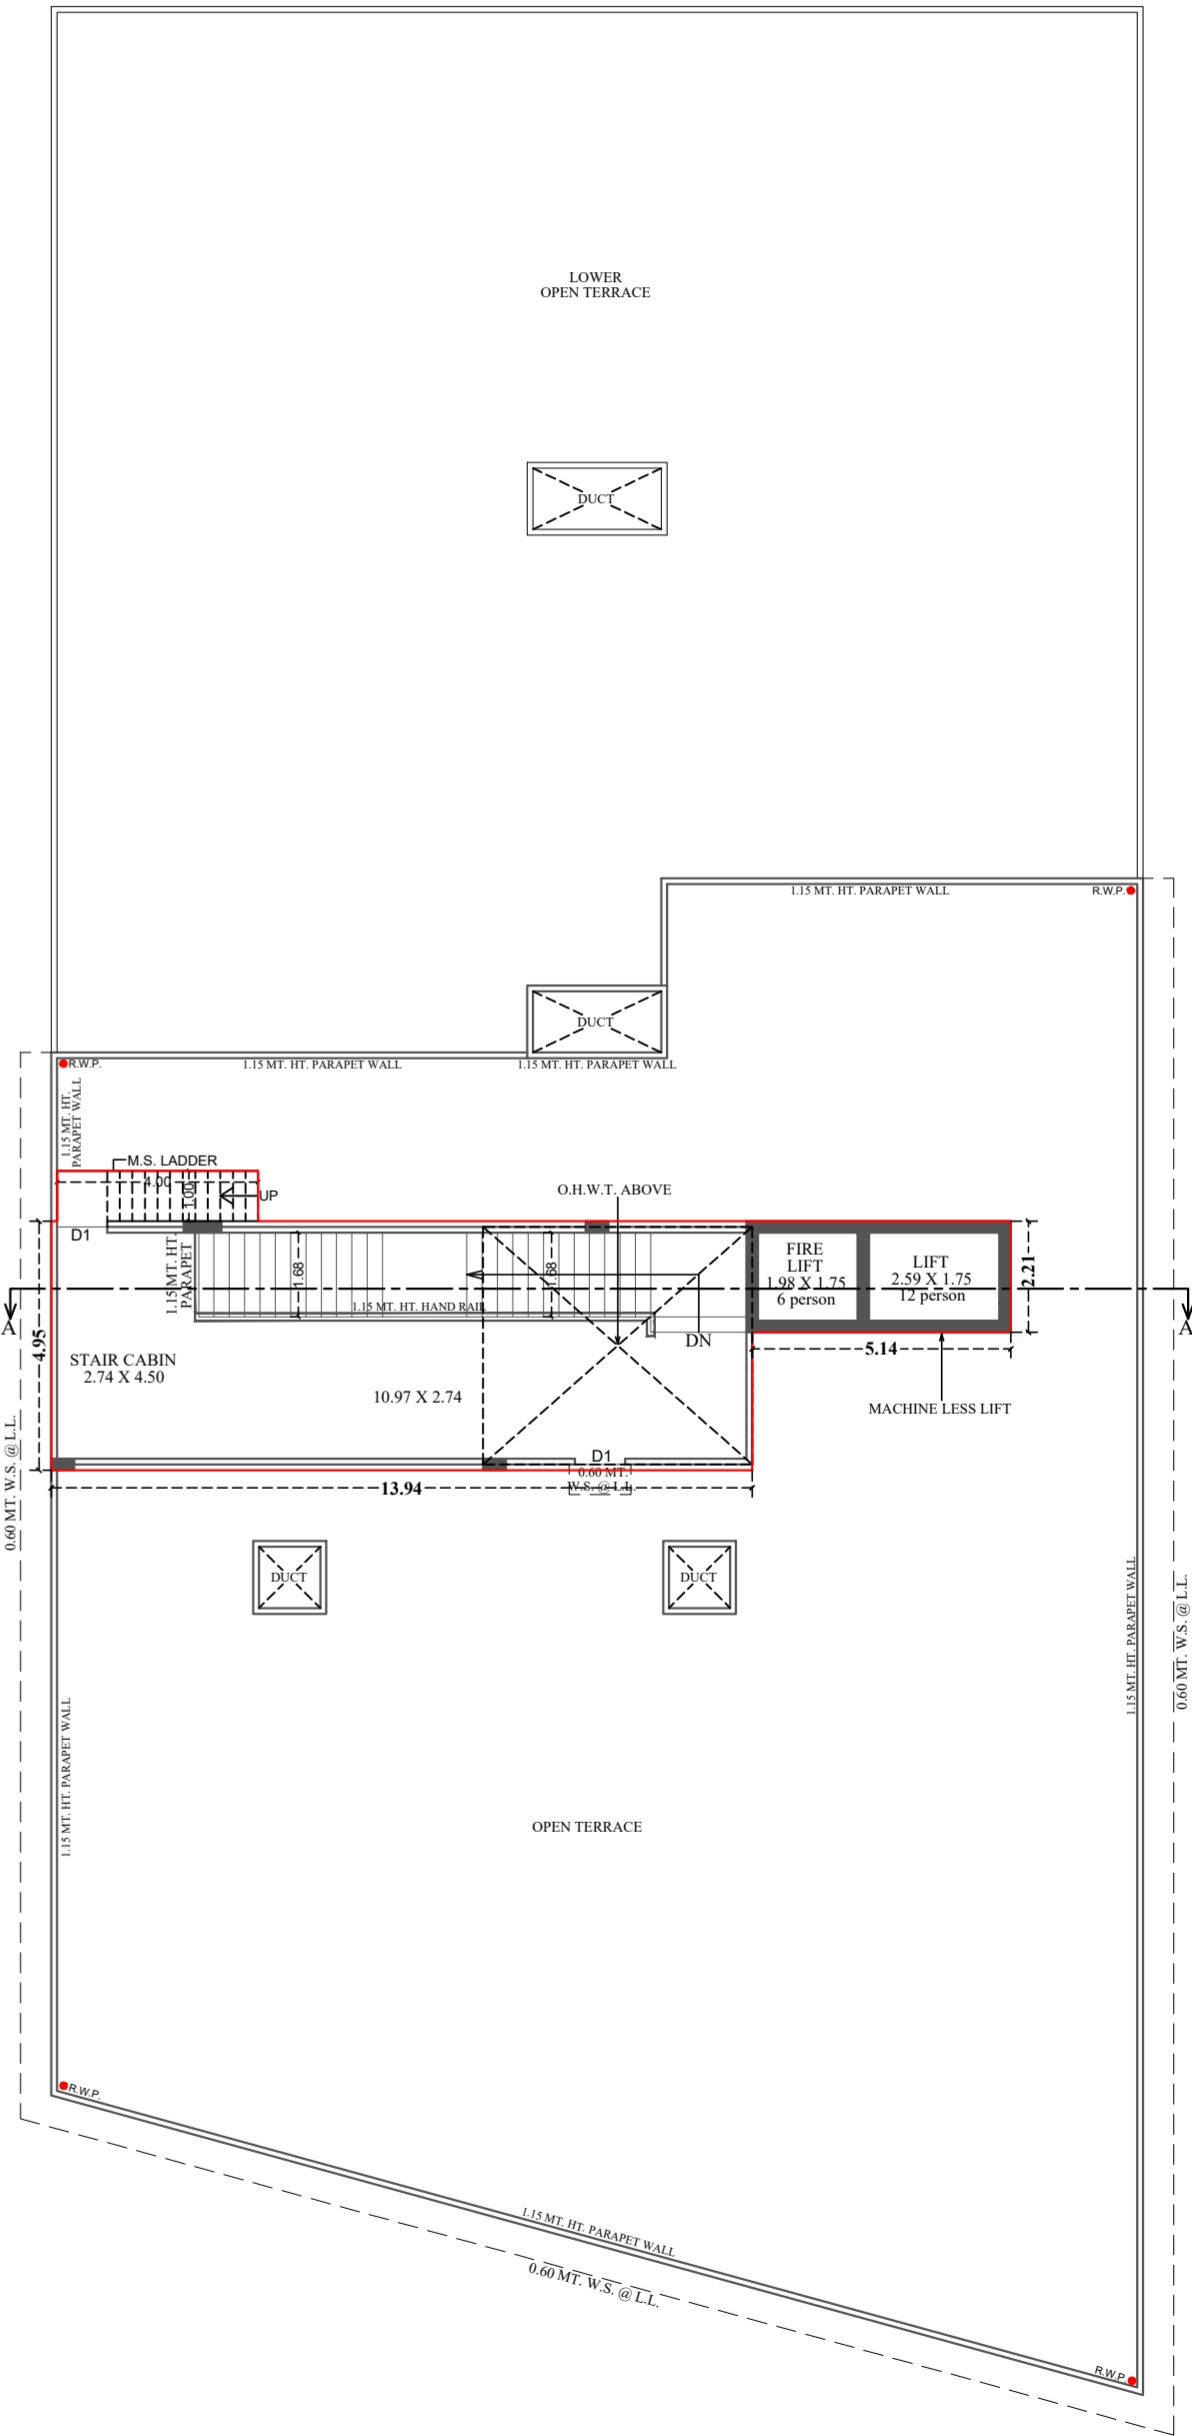 LOWER
OPEN TERRACE
DUCT
1.15 MT. HT. PARAPET WALL
R.W.P.
DUCT
R.W.P.
1.15 MT. HT. PARAPET WALL
1.15 MT. HT. PARAPET WALL
1.15 MT. HT.
PARAPET WALL
M.S. LADDER
4.00
1.00
UP
O.H.W.T. ABOVE
D1
1.15 MT. HT.
PARAPET
1.68
1.68
FIRE
LIFT
1.98 X 1.75
6 person
LIFT
2.59 X 1.75
12 person
2.21
A
A
1.15 MT. HT. HAND RAIL
DN
5.14
4.95
STAIR CABIN
2.74 X 4.50
10.97 X 2.74
MACHINE LESS LIFT
D1
0.60 MT.
W.S. @ L.L.
13.94
0.60 MT. W.S. @ L.L.
DUCT
DUCT
1.15 MT. HT. PARAPET WALL
0.60 MT. W.S. @ L.L.
1.15 MT. HT. PARAPET WALL
OPEN TERRACE
R.W.P.
1.15 MT. HT. PARAPET WALL
0.60 MT. W.S. @ L.L.
R.W.P.